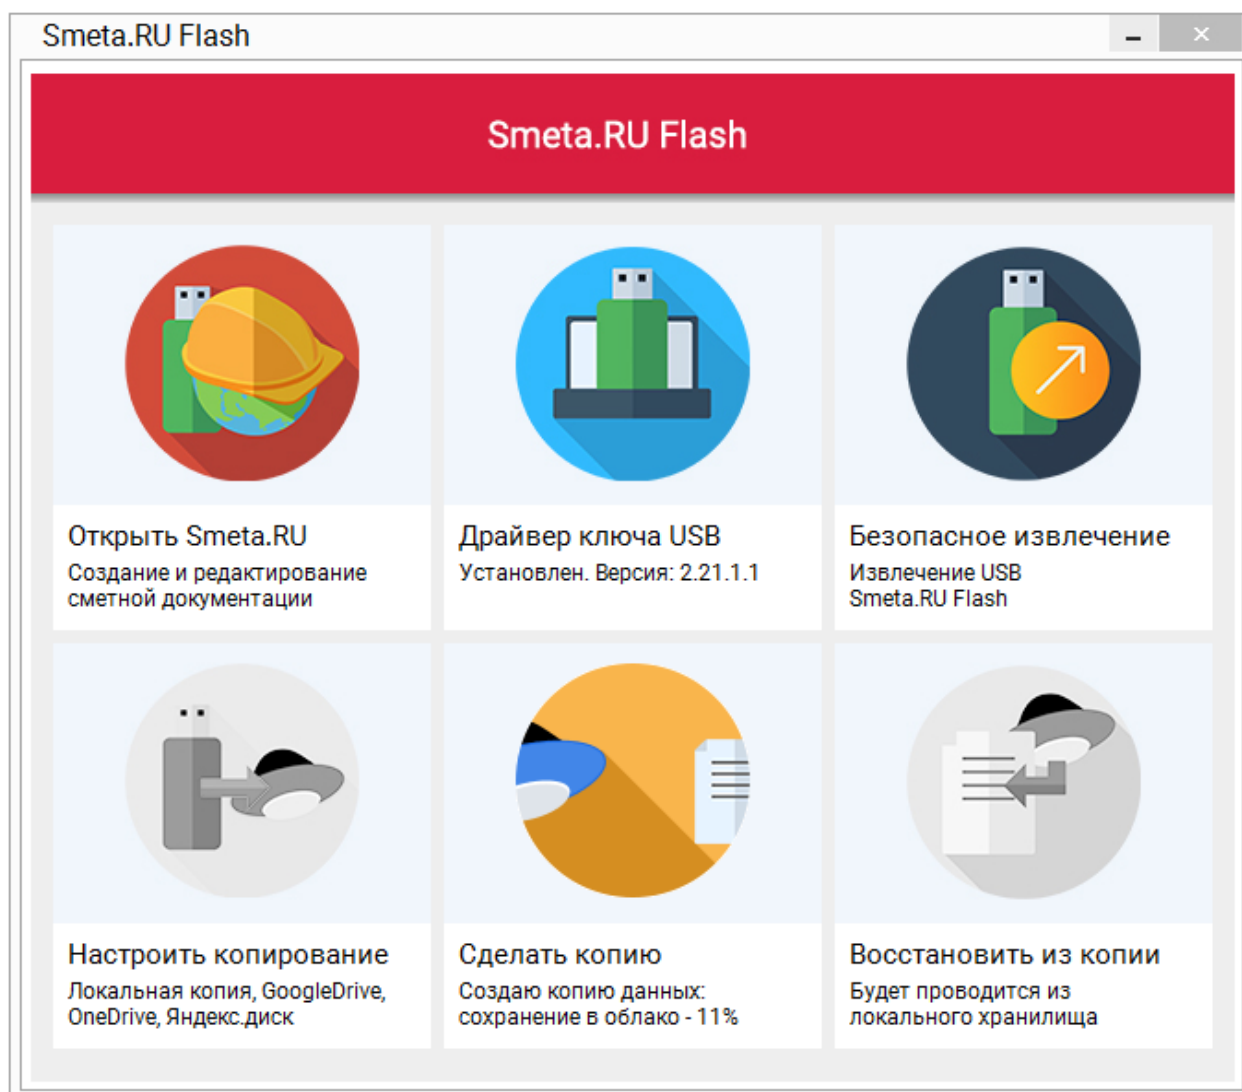 Smeta.RU Flash
Smeta.RU Flash
Открыть Smeta.RU
Создание и редактирование
сметной документации
Драйвер ключа USB
Установлен. Версия: 2.21.1.1
Безопасное извлечение
Извлечение USB
Smeta.RU Flash
Настроить копирование
Локальная копия, GoogleDrive,
OneDrive, Яндекс.диск
Сделать копию
Создаю копию данных:
сохранение в облако - 11%
Восстановить из копии
Будет проводится из
локального хранилища